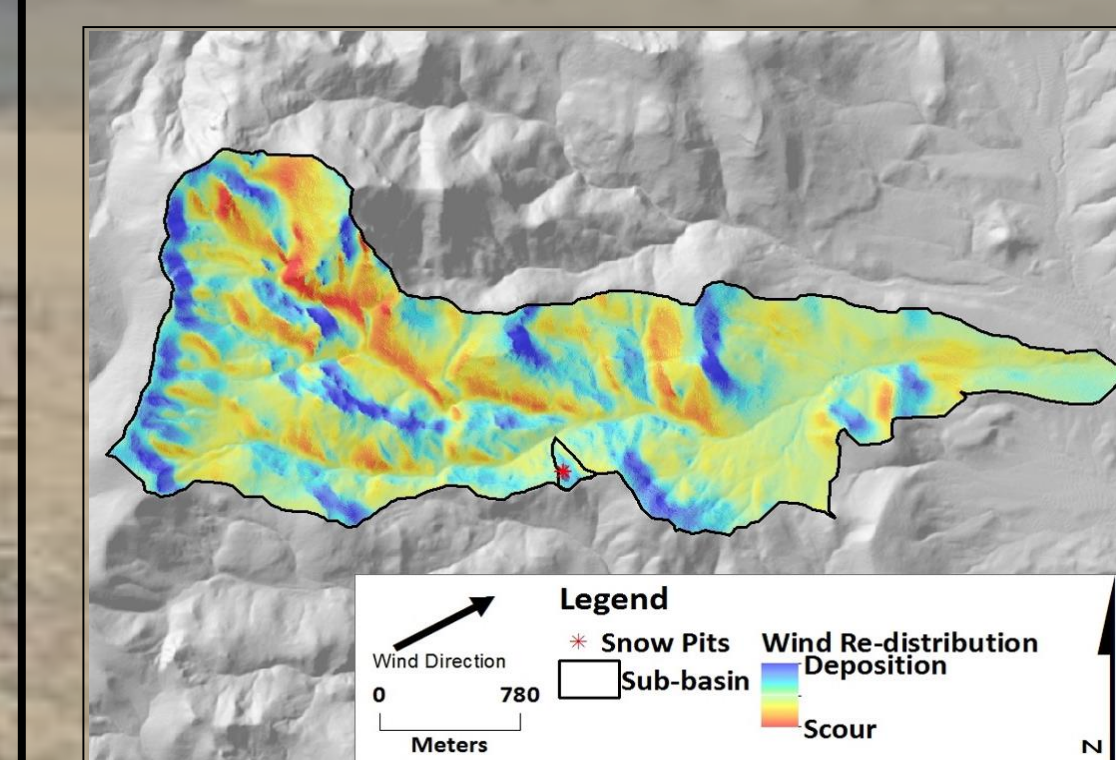 Legend
Snow Pits
Sub-basin
Wind Direction
0 780
Meters
Wind Re-distribution
Deposition
Scour
N